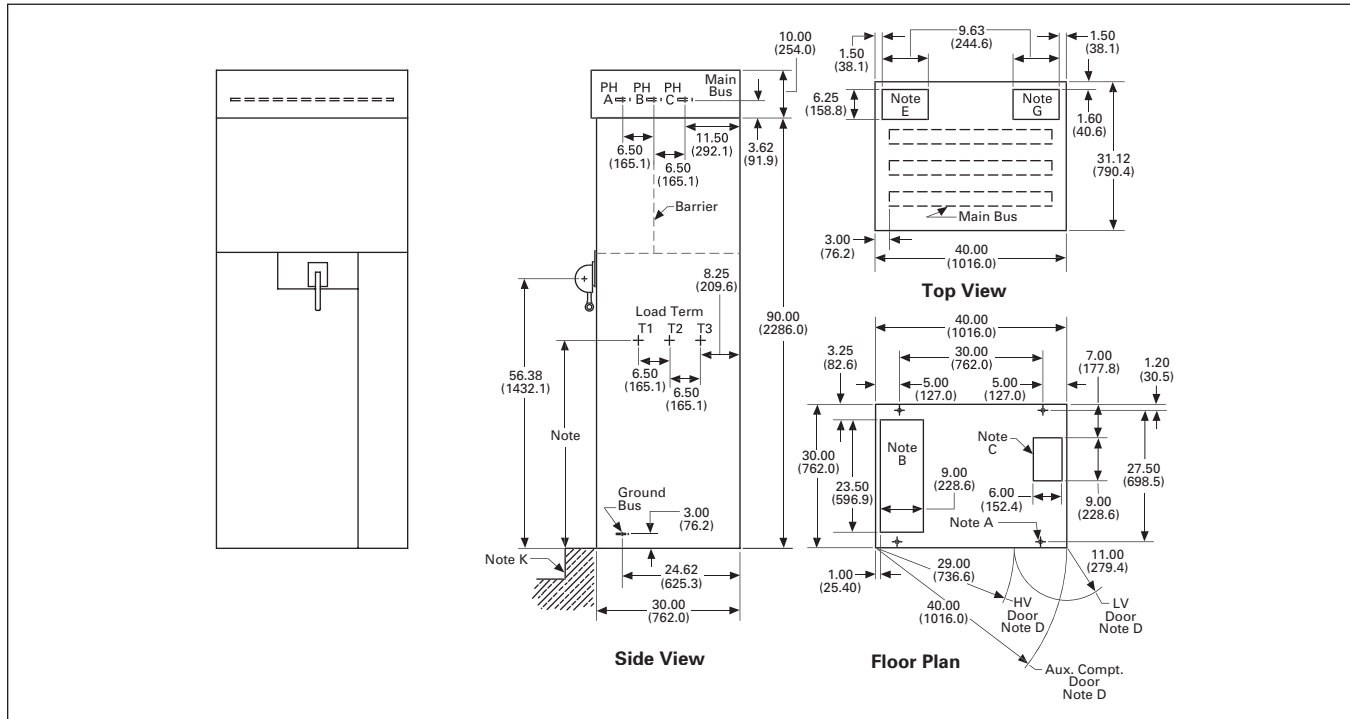 10.00
(254.0)
PH
A
PH
B
PH
C
Main
Bus
6.50
(165.1)
6.50
(165.1)
11.50
(292.1)
3.62
(91.9)
Barrier
8.25
(209.6)
Load Term
T1
T2
T3
6.50
(165.1)
6.50
(165.1)
90.00
(2286.0)
56.38
(1432.1)
Note
Ground
Bus
3.00
(76.2)
Note K
24.62
(625.3)
30.00
(762.0)
Side View
1.50
(38.1)
9.63
(244.6)
1.50
(38.1)
6.25
(158.8)
Note
E
Note
G
1.60
(40.6)
31.12
(790.4)
Main Bus
3.00
(76.2)
40.00
(1016.0)
Top View
40.00
(1016.0)
3.25
(82.6)
30.00
(762.0)
7.00
(177.8)
1.20
(30.5)
5.00
(127.0)
5.00
(127.0)
Note
B
Note
C
30.00
(762.0)
23.50
(596.9)
9.00
(228.6)
6.00
(152.4)
9.00
(228.6)
27.50
(698.5)
Note A
1.00
(25.40)
29.00
(736.6)
40.00
(1016.0)
HV
Door
Note D
11.00
(279.4)
LV
Door
Note D
Aux. Compt.
Door
Note D
Floor Plan